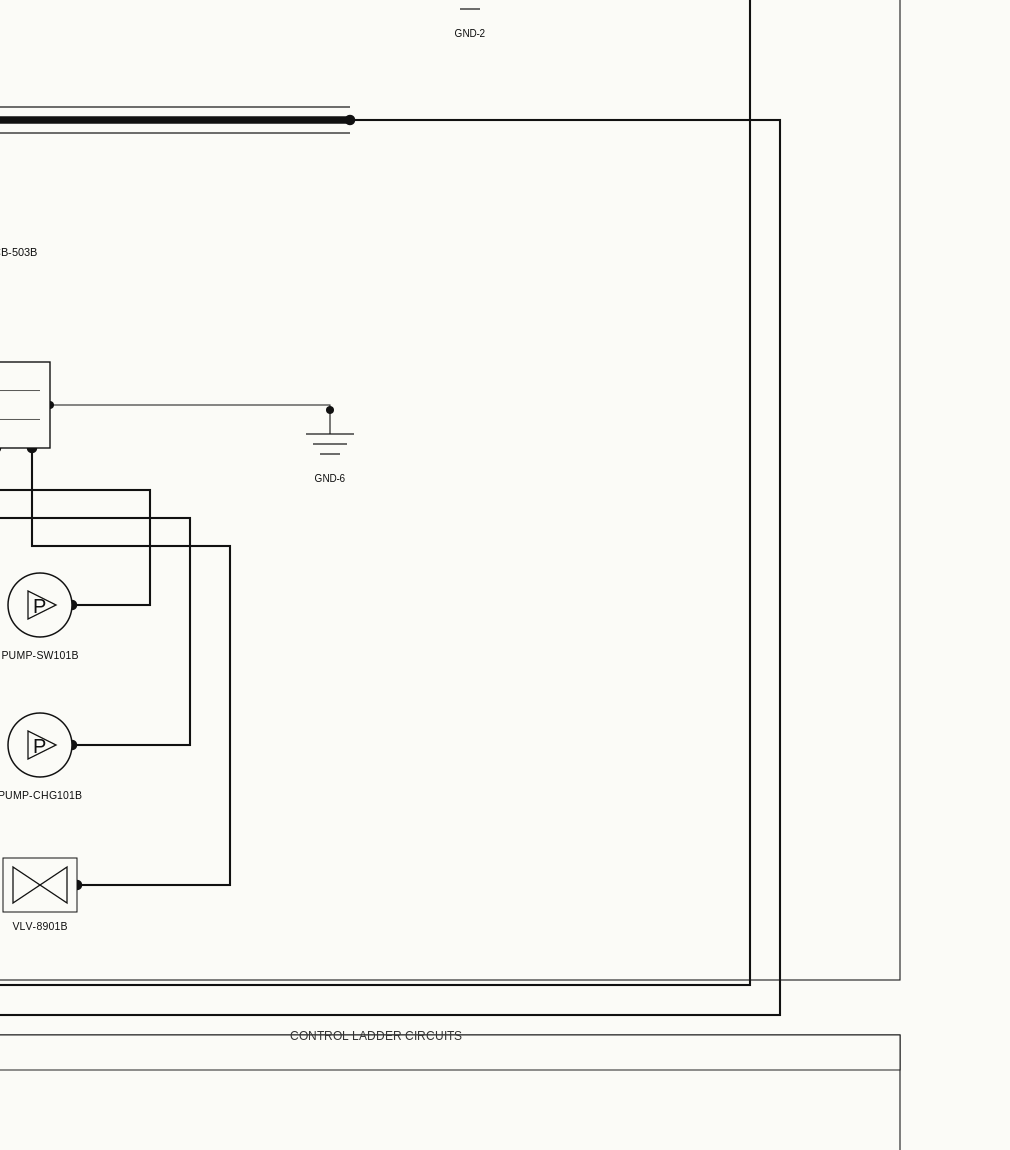 GND-2
B-503B
GND-6
P
PUMP-SW101B
P
PUMP-CHG101B
VLV-8901B
CONTROL LADDER CIRCUITS